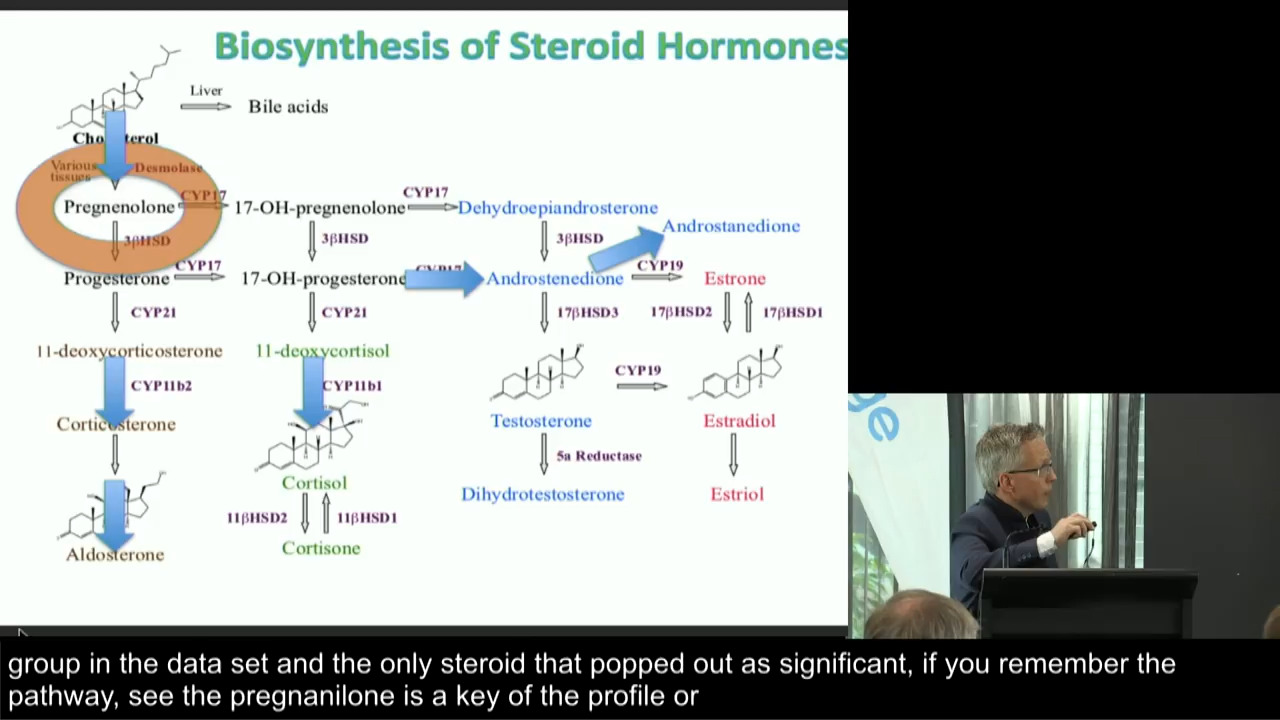 Biosynthesis of Steroid Hormones
Liver
Bile acids
Cho terol
Various
tissues
Desmolase
CYP17
CYP17
Pregnenolone
17-OH-pregnenolone
Dehydroepiandrosterone
Androstanedione
3βHSD
3βHSD
3βHSD
CYP17
CYP17
CYP19
Progesterone
17-OH-progesterone
Androstenedione
Estrone
CYP21
CYP21
17βHSD3
17βHSD2
17βHSD1
11-deoxycorticosterone
11-deoxycortisol
CYP11b2
CYP11b1
CYP19
Corticosterone
Testosterone
Estradiol
5a Reductase
Cortisol
Dihydrotestosterone
Estriol
11βHSD2
11βHSD1
Aldosterone
Cortisone
ge
group in the data set and the only steroid that popped out as significant, if you remember the
pathway, see the pregnanilone is a key of the profile or